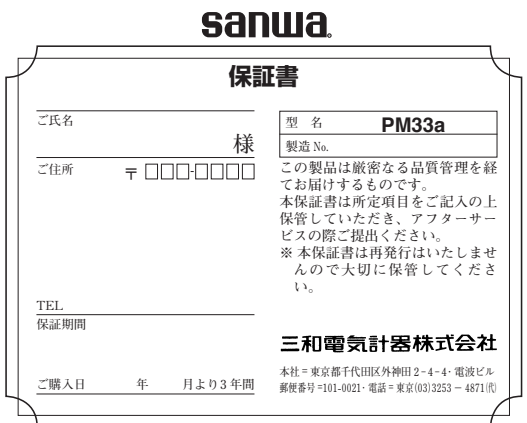 sanwa®
保証書
ご氏名
様
ご住所 〒 □□□-□□□□
TEL
保証期間
ご購入日 年 月より3年間
型 名 PM33a
製造 No.
この製品は厳密なる品質管理を経
てお届けするものです。
本保証書は所定項目をご記入の上
保管していただき、アフターサー
ビスの際ご提出ください。
※ 本保証書は再発行はいたしませ
んので大切に保管してくださ
い。
三和電気計器株式会社
本社=東京都千代田区外神田2-4-4・電波ビル
郵便番号=101-0021・電話=東京(03)3253-4871㈹